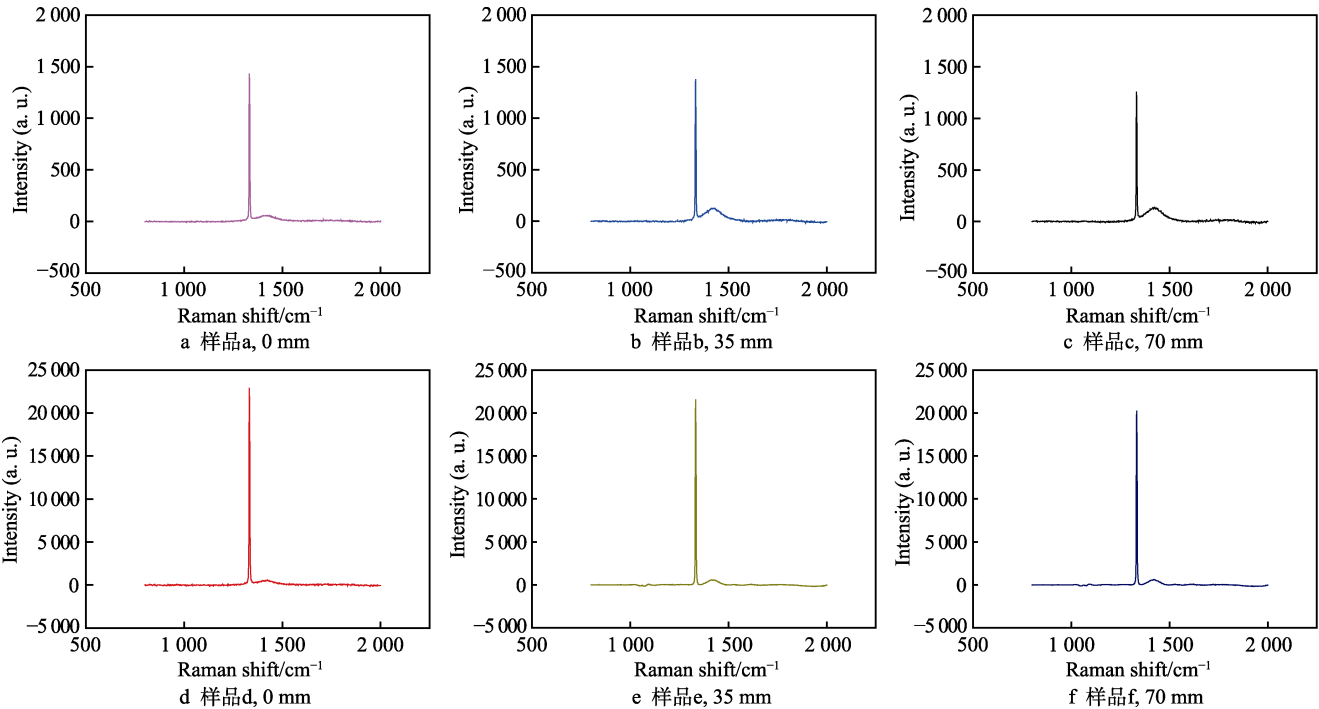 2 000
1 500
1 000
500
0
−500
Intensity (a. u.)
500 1 000 1 500 2 000
Raman shift/cm⁻¹
a 样品a, 0 mm
2 000
1 500
1 000
500
0
−500
Intensity (a. u.)
500 1 000 1 500 2 000
Raman shift/cm⁻¹
b 样品b, 35 mm
2 000
1 500
1 000
500
0
−500
Intensity (a. u.)
500 1 000 1 500 2 000
Raman shift/cm⁻¹
c 样品c, 70 mm
25 000
20 000
15 000
10 000
5 000
0
−5 000
Intensity (a. u.)
500 1 000 1 500 2 000
Raman shift/cm⁻¹
d 样品d, 0 mm
25 000
20 000
15 000
10 000
5 000
0
−5 000
Intensity (a. u.)
500 1 000 1 500 2 000
Raman shift/cm⁻¹
e 样品e, 35 mm
25 000
20 000
15 000
10 000
5 000
0
−5 000
Intensity (a. u.)
500 1 000 1 500 2 000
Raman shift/cm⁻¹
f 样品f, 70 mm